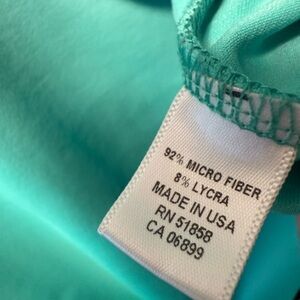 92% MICRO FIBER
8% LYCRA
MADE IN USA
RN 51858
CA 06899